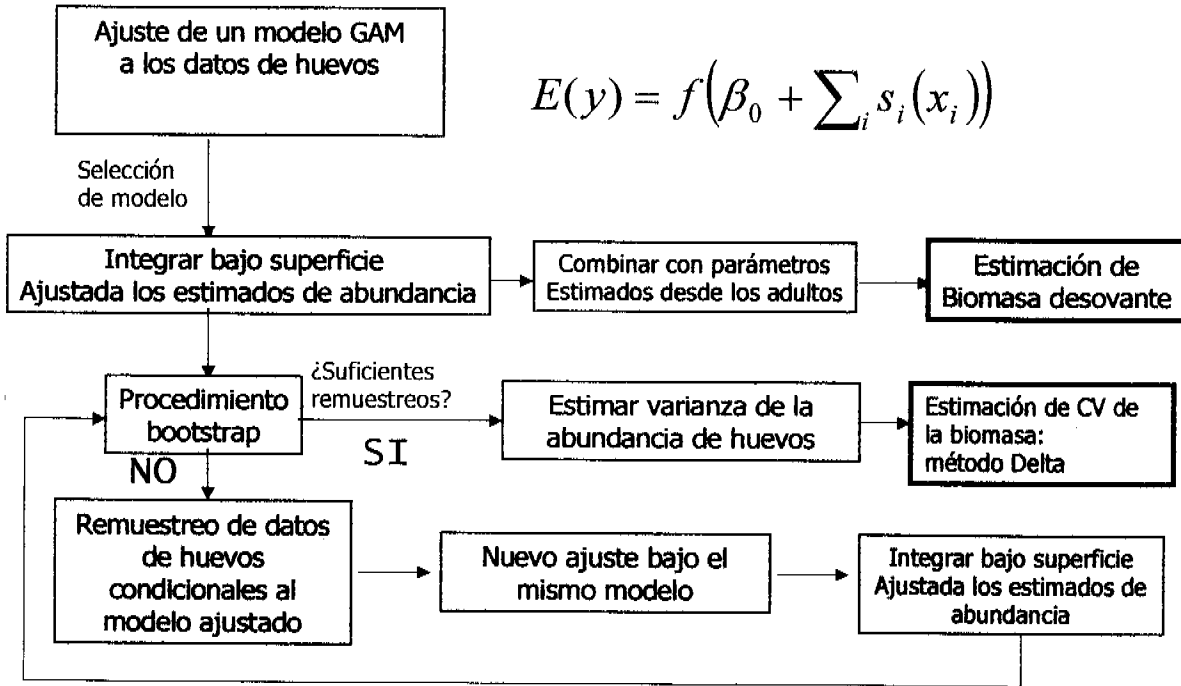 Ajuste de un modelo GAM
a los datos de huevos
E(y) = f(β₀ + ∑ᵢ sᵢ(xᵢ))
Selección
de modelo
Integrar bajo superficie
Ajustada los estimados de abundancia
Combinar con parámetros
Estimados desde los adultos
Estimación de
Biomasa desovante
Procedimiento
bootstrap
¿Suficientes
remuestreos?
SI
NO
Estimar varianza de la
abundancia de huevos
Estimación de CV de
la biomasa:
método Delta
Remuestreo de datos
de huevos
condicionales al
modelo ajustado
Nuevo ajuste bajo el
mismo modelo
Integrar bajo superficie
Ajustada los estimados de
abundancia